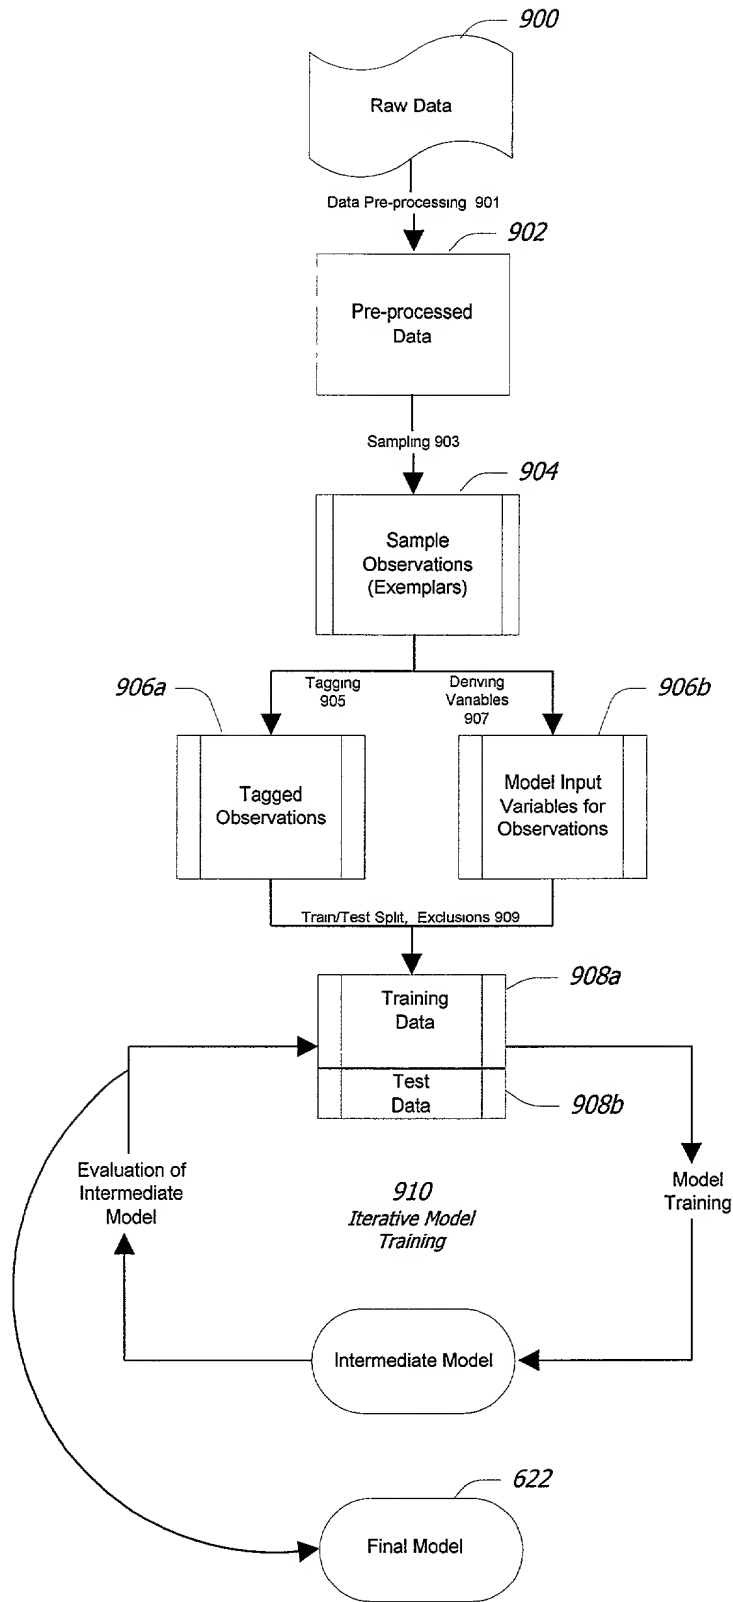 900
Raw Data
Data Pre-processing 901
902
Pre-processed
Data
Sampling 903
904
Sample
Observations
(Exemplars)
906a
Tagging
905
Deriving
Variables
907
906b
Tagged
Observations
Model Input
Variables for
Observations
Train/Test Split, Exclusions 909
908a
Training
Data
Test
Data
908b
Evaluation of
Intermediate
Model
910
Iterative Model
Training
Model
Training
Intermediate Model
622
Final Model